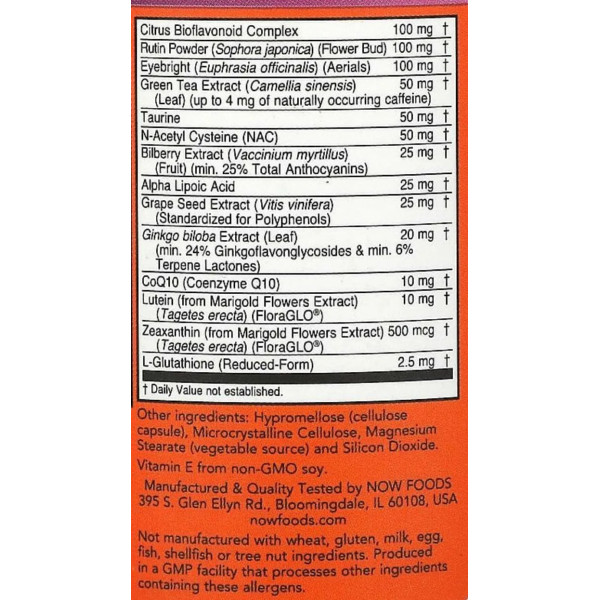 Citrus Bioflavonoid Complex 100 mg †
Rutin Powder (Sophora japonica) (Flower Bud) 100 mg †
Eyebright (Euphrasia officinalis) (Aerials) 100 mg †
Green Tea Extract (Camellia sinensis) 50 mg †
(Leaf) (up to 4 mg of naturally occurring caffeine)
Taurine 50 mg †
N-Acetyl Cysteine (NAC) 50 mg †
Bilberry Extract (Vaccinium myrtillus) 25 mg †
(Fruit) (min. 25% Total Anthocyanins)
Alpha Lipoic Acid 25 mg †
Grape Seed Extract (Vitis vinifera) 25 mg †
(Standardized for Polyphenols)
Ginkgo biloba Extract (Leaf) 20 mg †
(min. 24% Ginkgoflavonglycosides & min. 6%
Terpene Lactones)
CoQ10 (Coenzyme Q10) 10 mg †
Lutein (from Marigold Flowers Extract) 10 mg †
(Tagetes erecta) (FloraGLO®)
Zeaxanthin (from Marigold Flowers Extract) 500 mcg †
(Tagetes erecta) (FloraGLO®)
L-Glutathione (Reduced-Form) 2.5 mg †
† Daily Value not established.
Other ingredients: Hypromellose (cellulose
capsule), Microcrystalline Cellulose, Magnesium
Stearate (vegetable source) and Silicon Dioxide.
Vitamin E from non-GMO soy.
Manufactured & Quality Tested by NOW FOODS
395 S. Glen Ellyn Rd., Bloomingdale, IL 60108, USA
nowfoods.com
Not manufactured with wheat, gluten, milk, egg,
fish, shellfish or tree nut ingredients. Produced
in a GMP facility that processes other ingredients
containing these allergens.